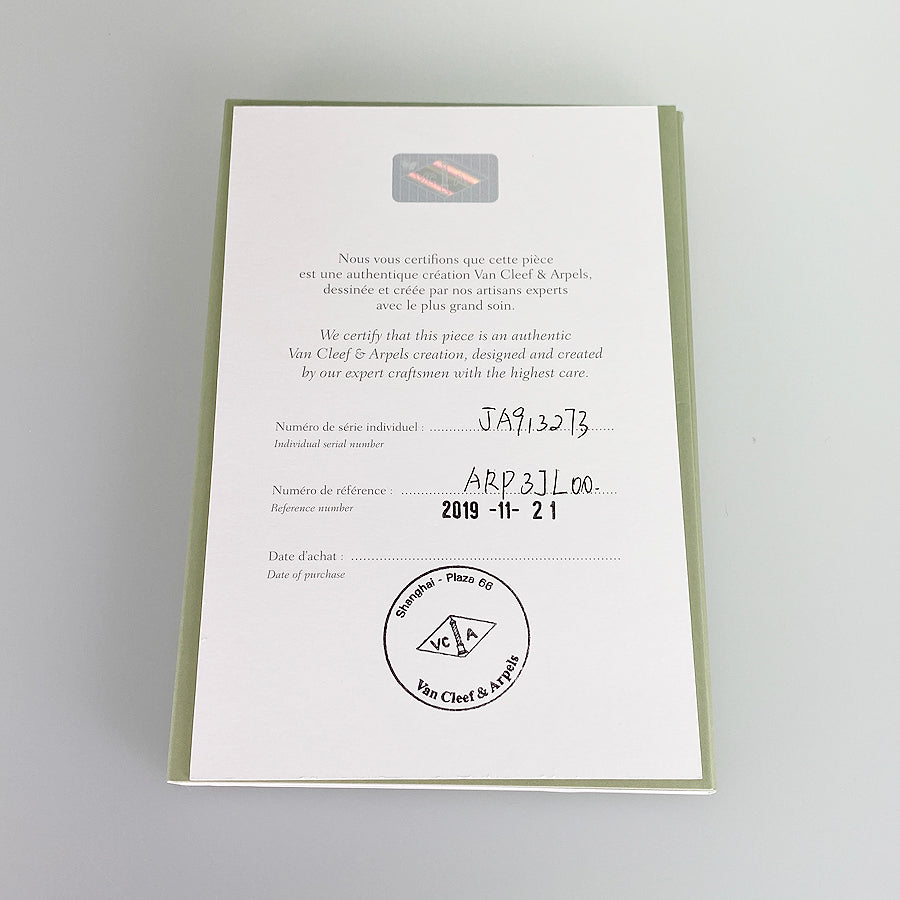 Nous vous certifions que cette pièce
est une authentique création Van Cleef & Arpels,
dessinée et créée par nos artisans experts
avec le plus grand soin.
We certify that this piece is an authentic
Van Cleef & Arpels creation, designed and created
by our expert craftsmen with the highest care.
Numéro de série individuel : JA913273
Individual serial number
Numéro de référence : ARP3JL00.
Reference number
2019 -11- 21
Date d'achat :
Date of purchase
Shanghai - Plaza 66
VC A
Van Cleef & Arpels